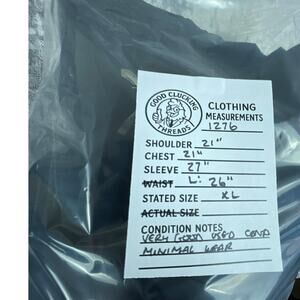 GOOD CLUCKING
THREADS
CLOTHING
MEASUREMENTS
1276
SHOULDER 21"
CHEST 21"
SLEEVE 27"
WAIST L: 26"
STATED SIZE XL
ACTUAL SIZE
CONDITION NOTES
VERY GOOD USED COND
MINIMAL WEAR